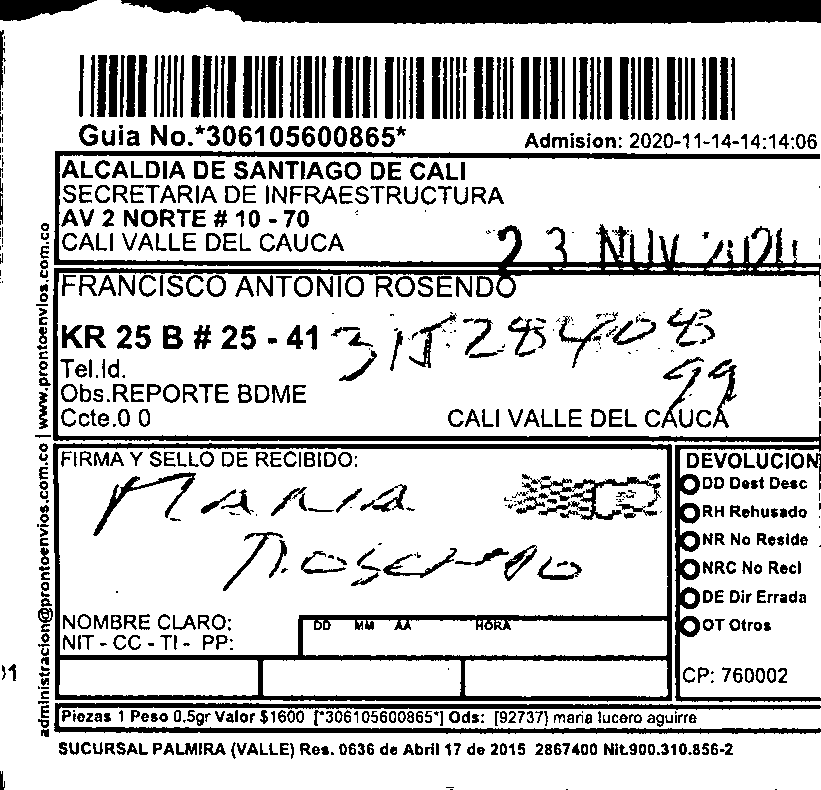 Guia No.*306105600865*
Admision: 2020-11-14-14:14:06
ALCALDIA DE SANTIAGO DE CALI
SECRETARIA DE INFRAESTRUCTURA
AV 2 NORTE # 10 - 70
CALI VALLE DEL CAUCA
23 NOV 2020
FRANCISCO ANTONIO ROSENDO
KR 25 B # 25 - 41
315 28408
99
Tel.Id.
Obs.REPORTE BDME
Ccte.0 0
CALI VALLE DEL CAUCA
FIRMA Y SELLO DE RECIBIDO:
MARIA
ROSENDO
NOMBRE CLARO:
NIT - CC - TI - PP:
DD MM AA HORA
DEVOLUCION
DD Dest Desc
RH Rehusado
NR No Reside
NRC No Recl
DE Dir Errada
OT Otros
CP: 760002
Piezas 1 Peso 0.5gr Valor $1600 [*306105600865*] Ods: [92737] maria lucero aguirre
SUCURSAL PALMIRA (VALLE) Res. 0636 de Abril 17 de 2015 2867400 Nit.900.310.856-2
administracion@prontoenvios.com.co | www.prontoenvios.com.co